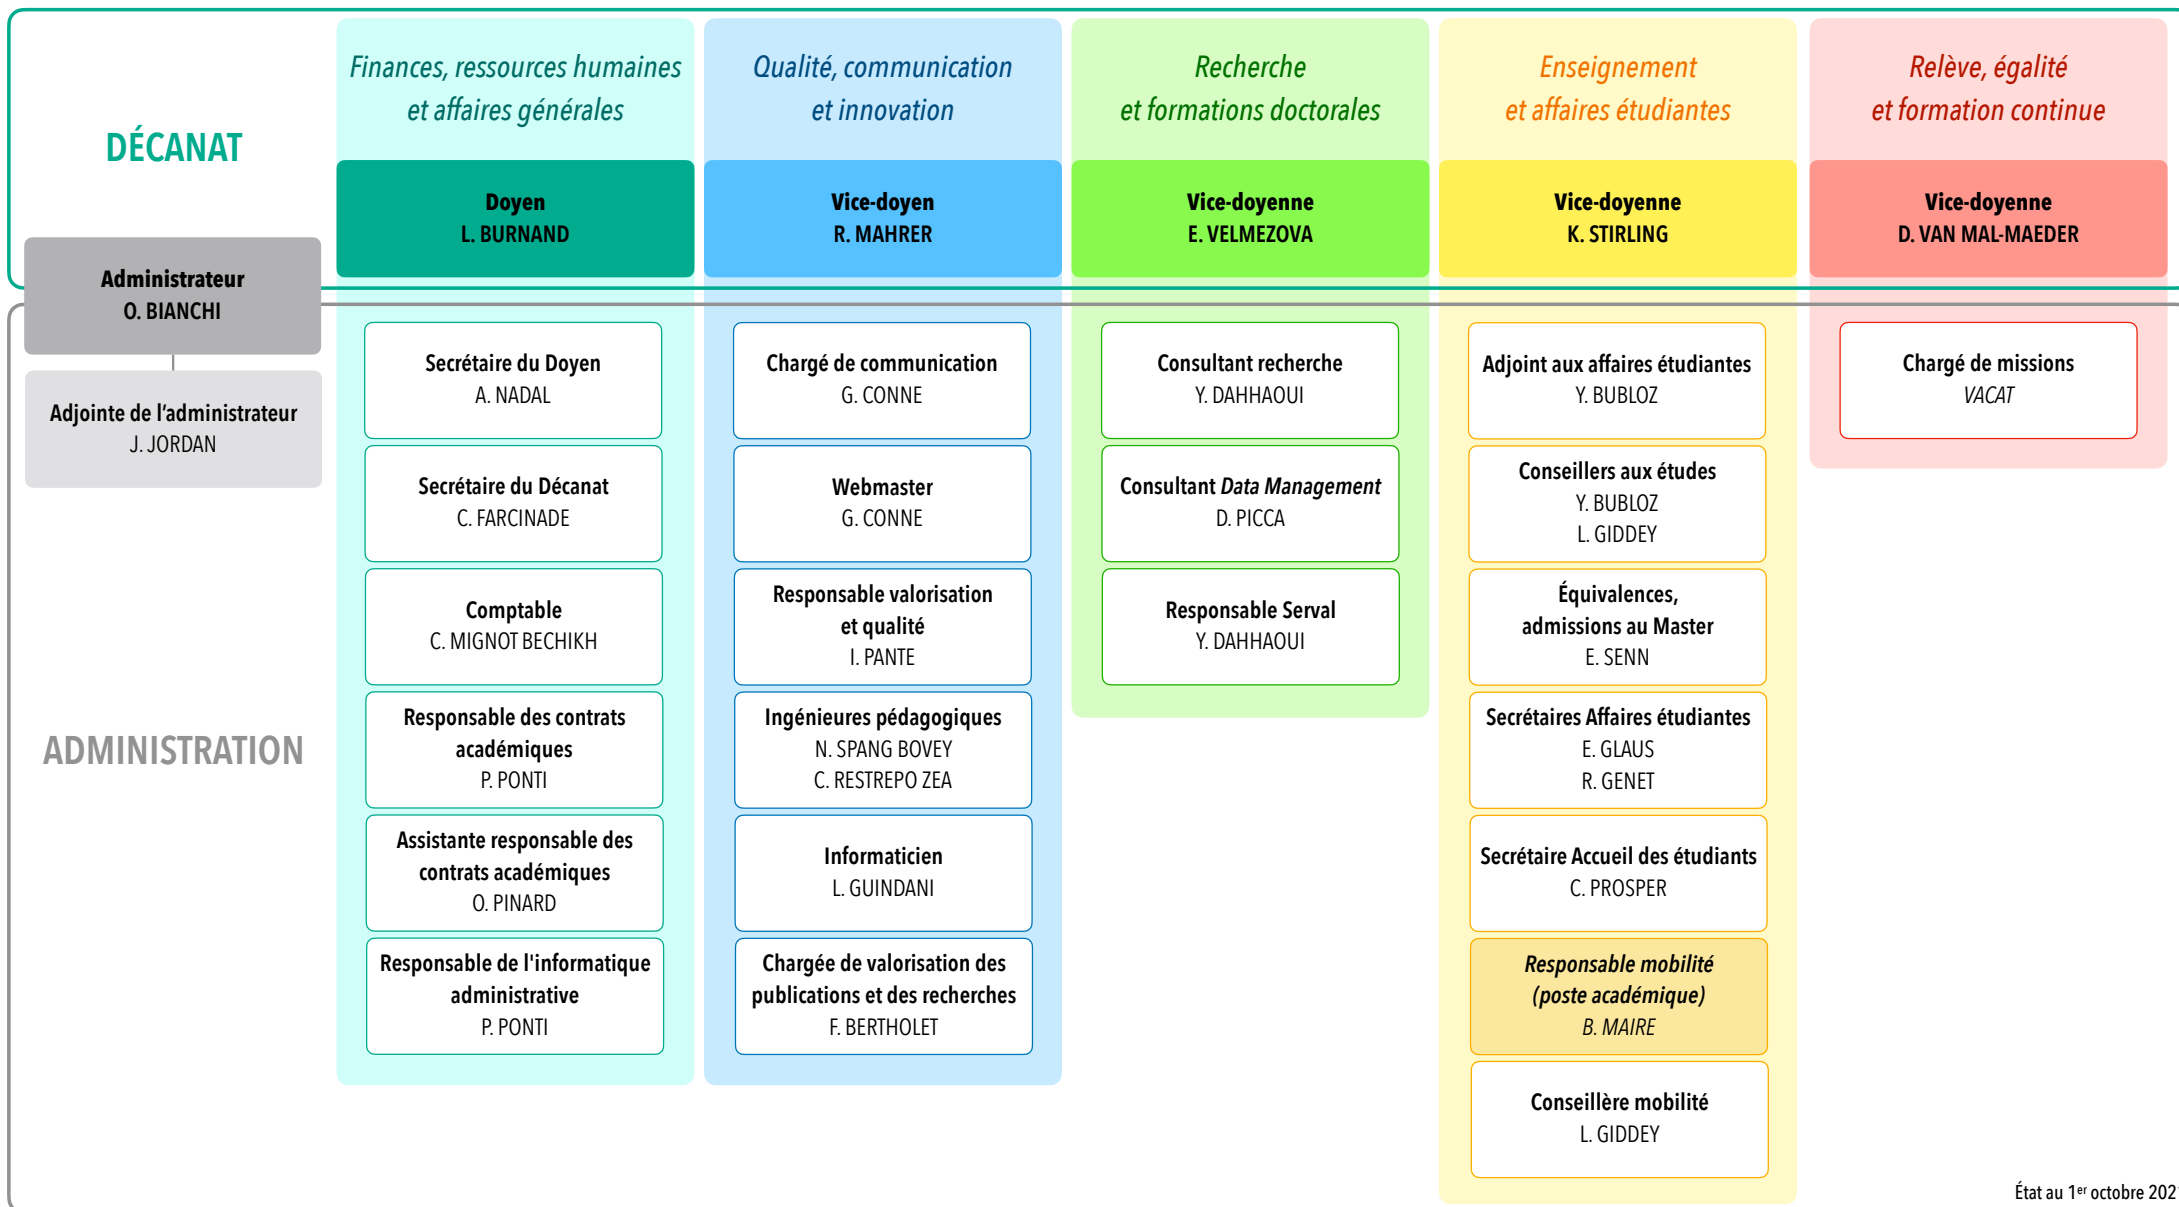 DÉCANAT
Administrateur
O. BIANCHI
Adjointe de l'administrateur
J. JORDAN
ADMINISTRATION
Finances, ressources humaines
et affaires générales
Doyen
L. BURNAND
Secrétaire du Doyen
A. NADAL
Secrétaire du Décanat
C. FARCINADE
Comptable
C. MIGNOT BECHIKH
Responsable des contrats
académiques
P. PONTI
Assistante responsable des
contrats académiques
O. PINARD
Responsable de l'informatique
administrative
P. PONTI
Qualité, communication
et innovation
Vice-doyen
R. MAHRER
Chargé de communication
G. CONNE
Webmaster
G. CONNE
Responsable valorisation
et qualité
I. PANTE
Ingénieures pédagogiques
N. SPANG BOVEY
C. RESTREPO ZEA
Informaticien
L. GUINDANI
Chargée de valorisation des
publications et des recherches
F. BERTHOLET
Recherche
et formations doctorales
Vice-doyenne
E. VELMEZOVA
Consultant recherche
Y. DAHHAOUI
Consultant Data Management
D. PICCA
Responsable Serval
Y. DAHHAOUI
Enseignement
et affaires étudiantes
Vice-doyenne
K. STIRLING
Adjoint aux affaires étudiantes
Y. BUBLOZ
Conseillers aux études
Y. BUBLOZ
L. GIDDEY
Équivalences,
admissions au Master
E. SENN
Secrétaires Affaires étudiantes
E. GLAUS
R. GENET
Secrétaire Accueil des étudiants
C. PROSPER
Responsable mobilité
(poste académique)
B. MAIRE
Conseillère mobilité
L. GIDDEY
Relève, égalité
et formation continue
Vice-doyenne
D. VAN MAL-MAEDER
Chargé de missions
VACAT
État au 1er octobre